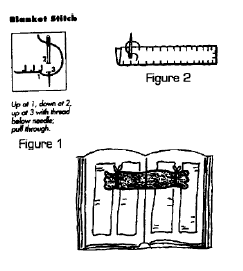 Blanket Stitch
Up at 1, down at 2,
up at 3 with thread
below needle;
pull through.
Figure 1
Figure 2